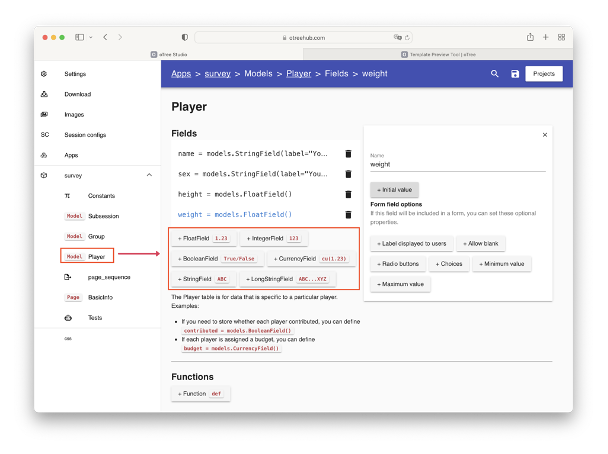 otreehub.com
oTree Studio
Template Preview Tool | oTree
Settings
Download
Images
SC Session configs
Apps
survey
π Constants
Model Subsession
Model Group
Model Player
page_sequence
Page BasicInfo
Tests
Apps > survey > Models > Player > Fields > weight
Projects
Player
Fields
name = models.StringField(label="Yo…
sex = models.StringField(label="You…
height = models.FloatField()
weight = models.FloatField()
+ FloatField 1.23 + IntegerField 123
+ BooleanField True/False + CurrencyField cu(1.23)
+ StringField ABC + LongStringField ABC...XYZ
The Player table is for data that is specific to a particular player.
Examples:
• If you need to store whether each player contributed, you can define
contributed = models.BooleanField()
• If each player is assigned a budget, you can define
budget = models.CurrencyField()
Functions
+ Function def
Name
weight
+ Initial value
Form field options
If this field will be included in a form, you can set these optional
properties.
+ Label displayed to users + Allow blank
+ Radio buttons + Choices + Minimum value
+ Maximum value